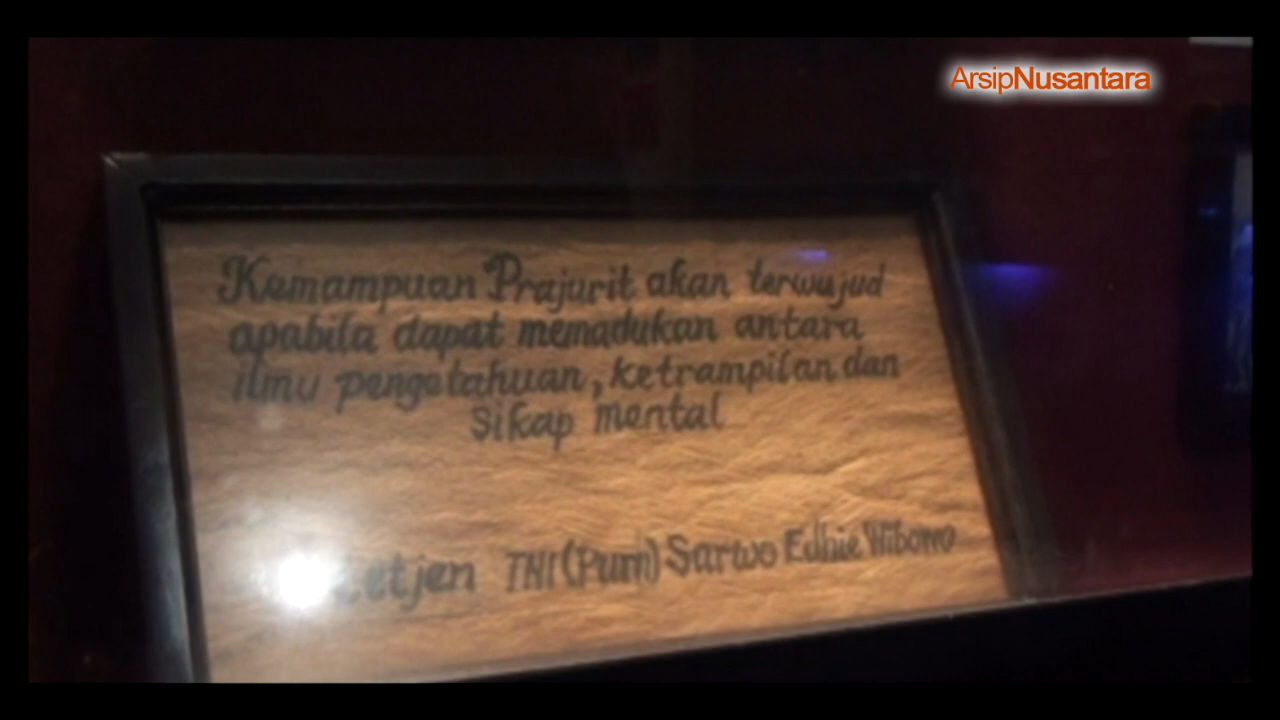 ArsipNusantara
Kemampuan Prajurit akan terwujud
apabila dapat memadukan antara
ilmu pengetahuan, ketrampilan dan
Sikap mental
Letjen TNI (Purn) Sarwo Edhie Wibowo